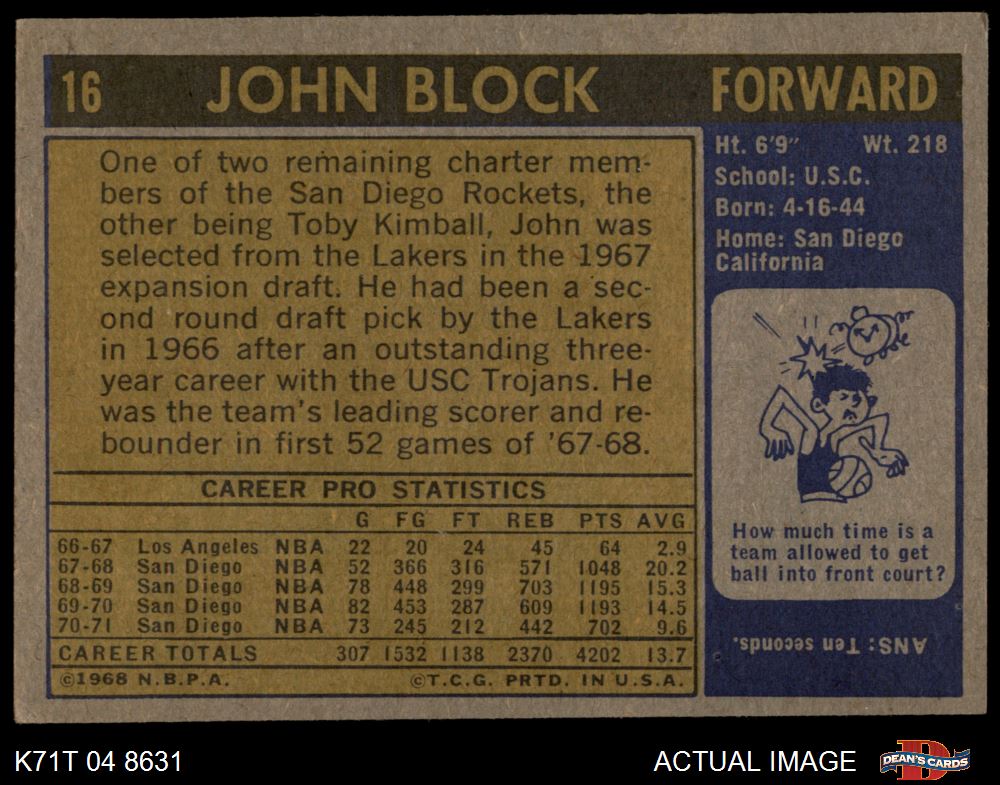 16 JOHN BLOCK FORWARD
One of two remaining charter mem-
bers of the San Diego Rockets, the
other being Toby Kimball, John was
selected from the Lakers in the 1967
expansion draft. He had been a sec-
ond round draft pick by the Lakers
in 1966 after an outstanding three-
year career with the USC Trojans. He
was the team's leading scorer and re-
bounder in first 52 games of '67-68.
CAREER PRO STATISTICS
G FG FT REB PTS AVG
66-67 Los Angeles NBA 22 20 24 45 64 2.9
67-68 San Diego NBA 52 366 316 571 1048 20.2
68-69 San Diego NBA 78 448 299 703 1195 15.3
69-70 San Diego NBA 82 453 287 609 1193 14.5
70-71 San Diego NBA 73 245 212 442 702 9.6
CAREER TOTALS 307 1532 1138 2370 4202 13.7
©1968 N.B.P.A. ©T.C.G. PRTD. IN U.S.A.
Ht. 6'9" Wt. 218
School: U.S.C.
Born: 4-16-44
Home: San Diego
California
How much time is a
team allowed to get
ball into front court?
ANS: Ten seconds.
K71T 04 8631 ACTUAL IMAGE DEAN'S CARDS